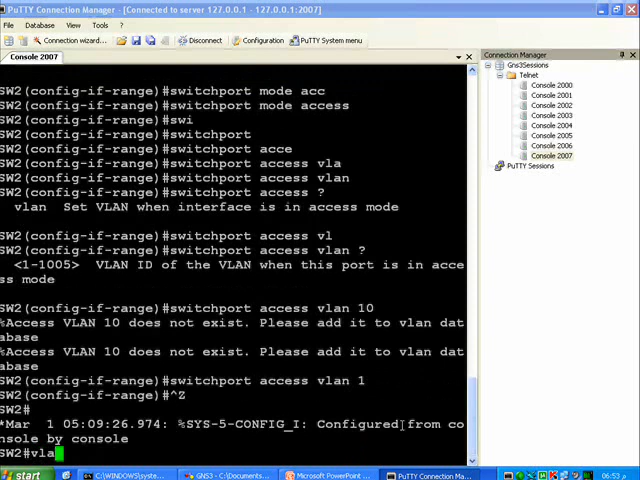 PuTTY Connection Manager - [Connected to server 127.0.0.1 - 127.0.0.1:2007]
File Database View Tools ?
Connection wizard... Disconnect Configuration PuTTY System menu
Console 2007
Connection Manager
SW2(config-if-range)#switchport mode acc
SW2(config-if-range)#switchport mode access
SW2(config-if-range)#swi
SW2(config-if-range)#switchport
SW2(config-if-range)#switchport acce
SW2(config-if-range)#switchport access vla
SW2(config-if-range)#switchport access vlan
SW2(config-if-range)#switchport access ?
vlan Set VLAN when interface is in access mode
SW2(config-if-range)#switchport access vl
SW2(config-if-range)#switchport access vlan ?
<1-1005> VLAN ID of the VLAN when this port is in acce
ss mode
SW2(config-if-range)#switchport access vlan 10
%Access VLAN 10 does not exist. Please add it to vlan dat
abase
%Access VLAN 10 does not exist. Please add it to vlan dat
abase
SW2(config-if-range)#switchport access vlan 1
SW2(config-if-range)#^Z
SW2#
*Mar 1 05:09:26.974: %SYS-5-CONFIG_I: Configured from co
nsole by console
SW2#vla
Gns3Sessions
Telnet
Console 2000
Console 2001
Console 2002
Console 2003
Console 2004
Console 2005
Console 2006
Console 2007
PuTTY Sessions
start C:\WINDOWS\system... GNS3 - C:\Documents... Microsoft PowerPoint ... PuTTY Connection Ma... 06:53